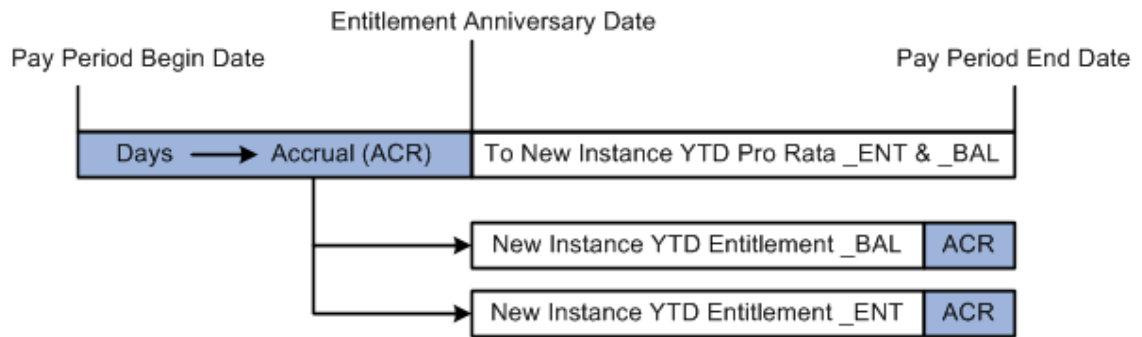 Entitlement Anniversary Date
Pay Period Begin Date
Pay Period End Date
Days Accrual (ACR) To New Instance YTD Pro Rata _ENT & _BAL
New Instance YTD Entitlement _BAL ACR
New Instance YTD Entitlement _ENT ACR